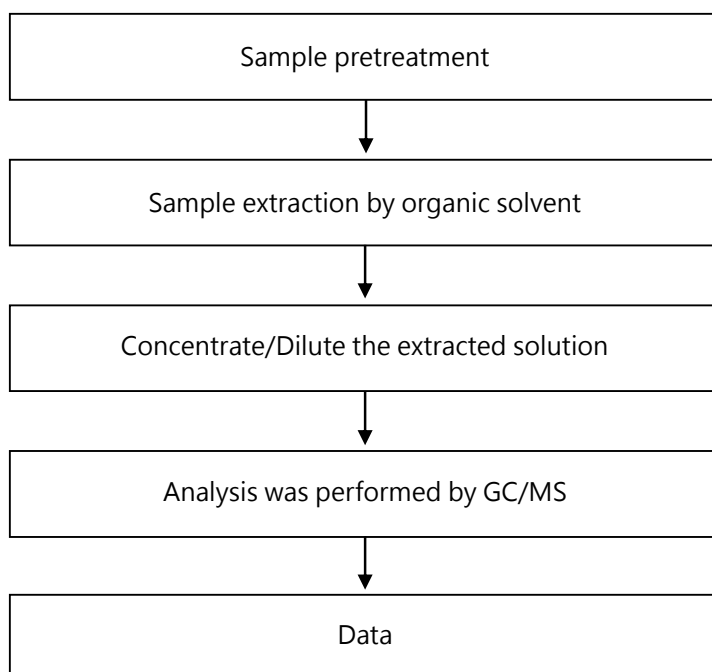 Sample pretreatment
Sample extraction by organic solvent
Concentrate/Dilute the extracted solution
Analysis was performed by GC/MS
Data